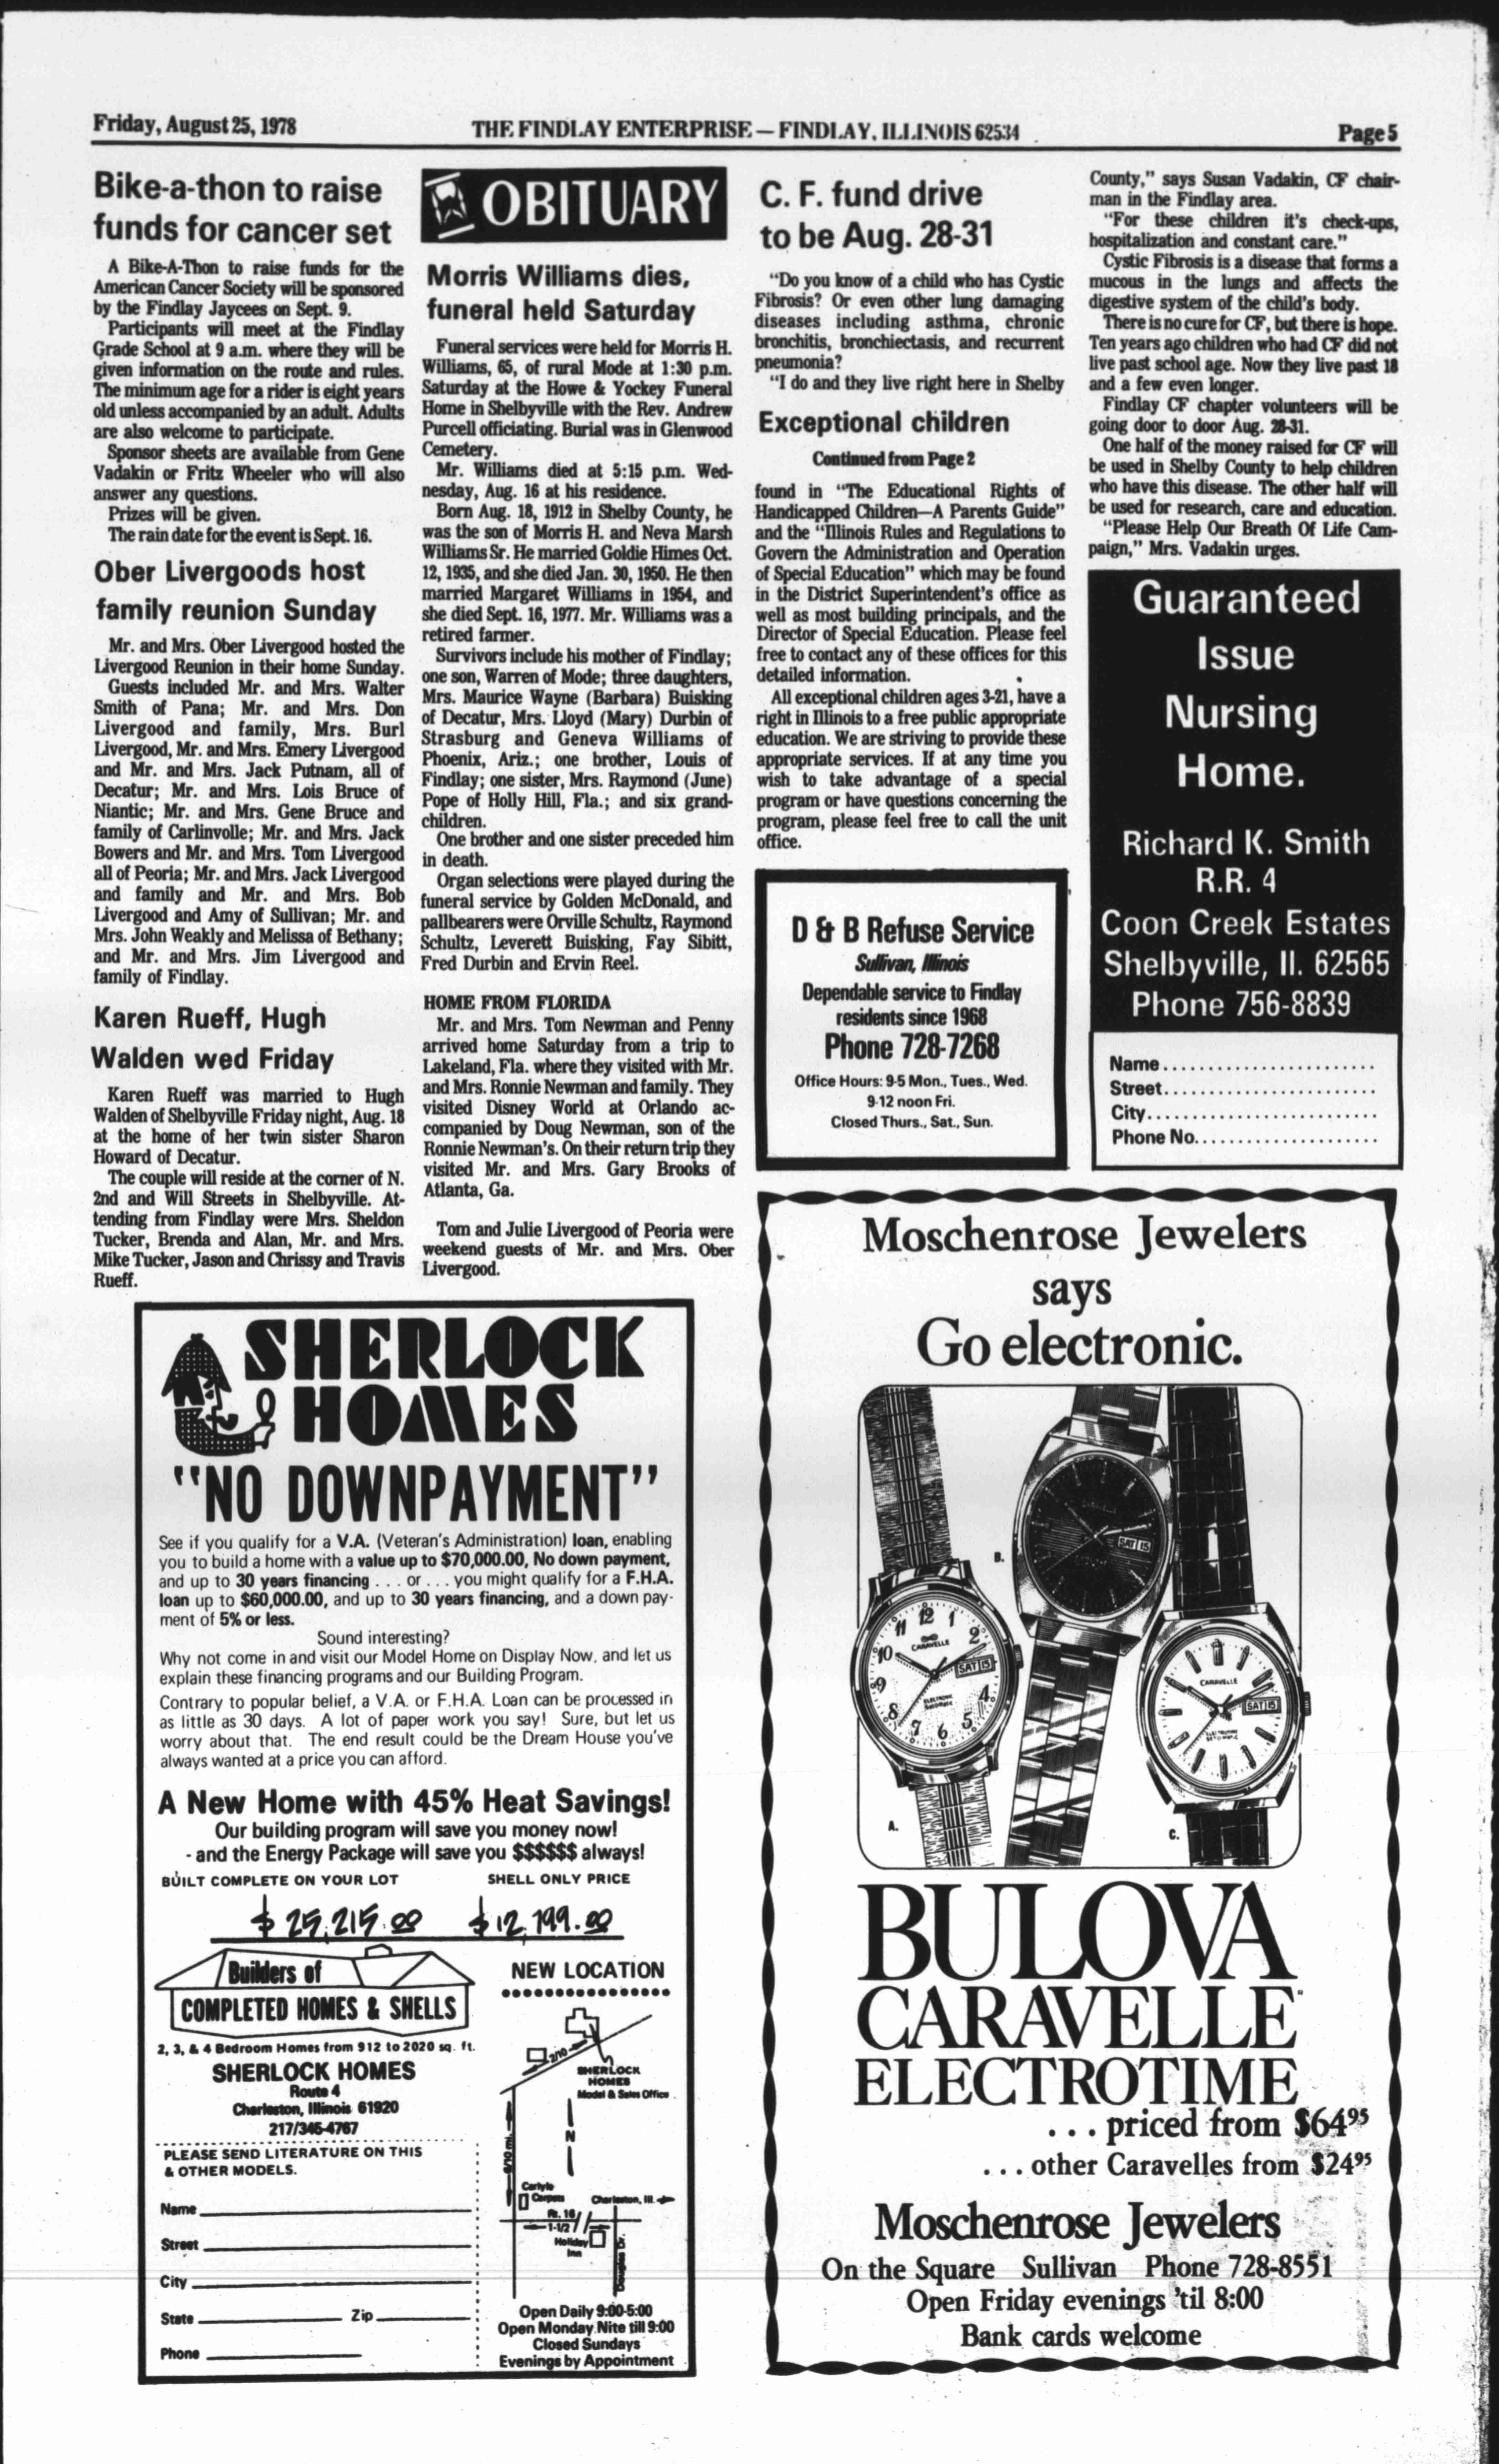 Friday, August 25, 1978
THE FINDLAY ENTERPRISE — FINDLAY, ILLINOIS 62534
Page 5
Bike-a-thon to raise
funds for cancer set
A Bike-A-Thon to raise funds for the
American Cancer Society will be sponsored
by the Findlay Jaycees on Sept. 9.
Participants will meet at the Findlay
Grade School at 9 a.m. where they will be
given information on the route and rules.
The minimum age for a rider is eight years
old unless accompanied by an adult. Adults
are also welcome to participate.
Sponsor sheets are available from Gene
Vadakin or Fritz Wheeler who will also
answer any questions.
Prizes will be given.
The rain date for the event is Sept. 16.
Ober Livergoods host
family reunion Sunday
Mr. and Mrs. Ober Livergood hosted the
Livergood Reunion in their home Sunday.
Guests included Mr. and Mrs. Walter
Smith of Pana; Mr. and Mrs. Don
Livergood and family, Mrs. Burl
Livergood, Mr. and Mrs. Emery Livergood
and Mr. and Mrs. Jack Putnam, all of
Decatur; Mr. and Mrs. Lois Bruce of
Niantic; Mr. and Mrs. Gene Bruce and
family of Carlinvolle; Mr. and Mrs. Jack
Bowers and Mr. and Mrs. Tom Livergood
all of Peoria; Mr. and Mrs. Jack Livergood
and family and Mr. and Mrs. Bob
Livergood and Amy of Sullivan; Mr. and
Mrs. John Weakly and Melissa of Bethany;
and Mr. and Mrs. Jim Livergood and
family of Findlay.
Karen Rueff, Hugh
Walden wed Friday
Karen Rueff was married to Hugh
Walden of Shelbyville Friday night, Aug. 18
at the home of her twin sister Sharon
Howard of Decatur.
The couple will reside at the corner of N.
2nd and Will Streets in Shelbyville. At-
tending from Findlay were Mrs. Sheldon
Tucker, Brenda and Alan, Mr. and Mrs.
Mike Tucker, Jason and Chrissy and Travis
Rueff.
OBITUARY
Morris Williams dies,
funeral held Saturday
Funeral services were held for Morris H.
Williams, 65, of rural Mode at 1:30 p.m.
Saturday at the Howe & Yockey Funeral
Home in Shelbyville with the Rev. Andrew
Purcell officiating. Burial was in Glenwood
Cemetery.
Mr. Williams died at 5:15 p.m. Wed-
nesday, Aug. 16 at his residence.
Born Aug. 18, 1912 in Shelby County, he
was the son of Morris H. and Neva Marsh
Williams Sr. He married Goldie Himes Oct.
12, 1935, and she died Jan. 30, 1950. He then
married Margaret Williams in 1954, and
she died Sept. 16, 1977. Mr. Williams was a
retired farmer.
Survivors include his mother of Findlay;
one son, Warren of Mode; three daughters,
Mrs. Maurice Wayne (Barbara) Buisking
of Decatur, Mrs. Lloyd (Mary) Durbin of
Strasburg and Geneva Williams of
Phoenix, Ariz.; one brother, Louis of
Findlay; one sister, Mrs. Raymond (June)
Pope of Holly Hill, Fla.; and six grand-
children.
One brother and one sister preceded him
in death.
Organ selections were played during the
funeral service by Golden McDonald, and
pallbearers were Orville Schultz, Raymond
Schultz, Leverett Buisking, Fay Sibitt,
Fred Durbin and Ervin Reel.
HOME FROM FLORIDA
Mr. and Mrs. Tom Newman and Penny
arrived home Saturday from a trip to
Lakeland, Fla. where they visited with Mr.
and Mrs. Ronnie Newman and family. They
visited Disney World at Orlando ac-
companied by Doug Newman, son of the
Ronnie Newman's. On their return trip they
visited Mr. and Mrs. Gary Brooks of
Atlanta, Ga.
Tom and Julie Livergood of Peoria were
weekend guests of Mr. and Mrs. Ober
Livergood.
C. F. fund drive
to be Aug. 28-31
"Do you know of a child who has Cystic
Fibrosis? Or even other lung damaging
diseases including asthma, chronic
bronchitis, bronchiectasis, and recurrent
pneumonia?
"I do and they live right here in Shelby
County," says Susan Vadakin, CF chair-
man in the Findlay area.
"For these children it's check-ups,
hospitalization and constant care."
Cystic Fibrosis is a disease that forms a
mucous in the lungs and affects the
digestive system of the child's body.
There is no cure for CF, but there is hope.
Ten years ago children who had CF did not
live past school age. Now they live past 18
and a few even longer.
Findlay CF chapter volunteers will be
going door to door Aug. 28-31.
One half of the money raised for CF will
be used in Shelby County to help children
who have this disease. The other half will
be used for research, care and education.
"Please Help Our Breath Of Life Cam-
paign," Mrs. Vadakin urges.
Exceptional children
Continued from Page 2
found in "The Educational Rights of
Handicapped Children—A Parents Guide"
and the "Illinois Rules and Regulations to
Govern the Administration and Operation
of Special Education" which may be found
in the District Superintendent's office as
well as most building principals, and the
Director of Special Education. Please feel
free to contact any of these offices for this
detailed information.
All exceptional children ages 3-21, have a
right in Illinois to a free public appropriate
education. We are striving to provide these
appropriate services. If at any time you
wish to take advantage of a special
program or have questions concerning the
program, please feel free to call the unit
office.
D & B Refuse Service
Sullivan, Illinois
Dependable service to Findlay
residents since 1968
Phone 728-7268
Office Hours: 9-5 Mon., Tues., Wed.
9-12 noon Fri.
Closed Thurs., Sat., Sun.
Guaranteed
Issue
Nursing
Home.
Richard K. Smith
R.R. 4
Coon Creek Estates
Shelbyville, Il. 62565
Phone 756-8839
Name
Street
City
Phone No.
SHERLOCK
HOMES
"NO DOWNPAYMENT"
See if you qualify for a V.A. (Veteran's Administration) loan, enabling
you to build a home with a value up to $70,000.00, No down payment,
and up to 30 years financing . . . or . . . you might qualify for a F.H.A.
loan up to $60,000.00, and up to 30 years financing, and a down pay-
ment of 5% or less.
Sound interesting?
Why not come in and visit our Model Home on Display Now, and let us
explain these financing programs and our Building Program.
Contrary to popular belief, a V.A. or F.H.A. Loan can be processed in
as little as 30 days. A lot of paper work you say! Sure, but let us
worry about that. The end result could be the Dream House you've
always wanted at a price you can afford.
A New Home with 45% Heat Savings!
Our building program will save you money now!
- and the Energy Package will save you $$$$$$ always!
BUILT COMPLETE ON YOUR LOT
SHELL ONLY PRICE
$ 25,215.00
$ 12,799.00
Builders of
COMPLETED HOMES & SHELLS
2, 3, & 4 Bedroom Homes from 912 to 2020 sq. ft.
SHERLOCK HOMES
Route 4
Charleston, Illinois 61920
217/345-4767
PLEASE SEND LITERATURE ON THIS
& OTHER MODELS.
Name
Street
City
State Zip
Phone
NEW LOCATION
2/10
SHERLOCK
HOMES
Model & Sales Office
N
9/10 mi.
Carlyle
Carpets
Charleston, Ill.
Rt. 16
1-1/2
Holiday
Inn
Douglas Dr.
Open Daily 9:00-5:00
Open Monday Nite till 9:00
Closed Sundays
Evenings by Appointment
Moschenrose Jewelers
says
Go electronic.
A.
B.
C.
12 1 2 4 5 6 7 8 9 10 11
CARAVELLE
SAT 15
SAT 15
CARAVELLE
SAT 15
BULOVA
CARAVELLE
ELECTROTIME
. . . priced from $64⁹⁵
. . . other Caravelles from $24⁹⁵
Moschenrose Jewelers
On the Square Sullivan Phone 728-8551
Open Friday evenings 'til 8:00
Bank cards welcome